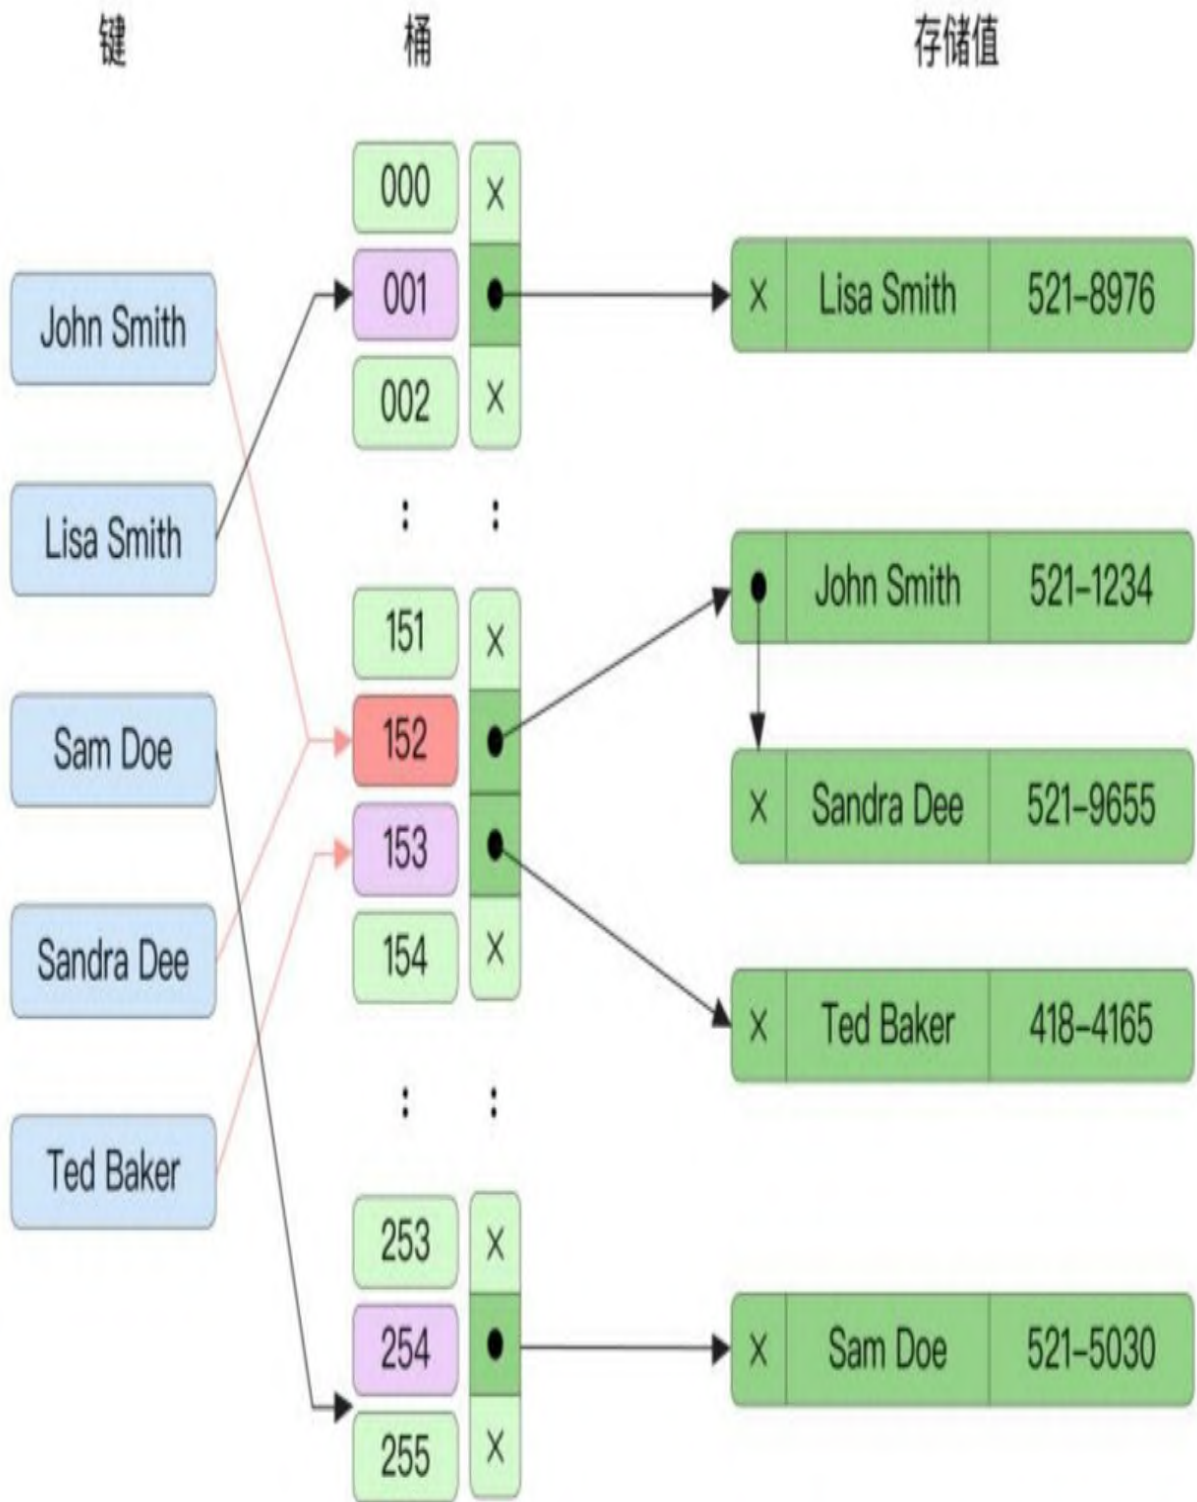 键 桶 存储值
000 ×
001 × Lisa Smith 521-8976
John Smith
002 ×
Lisa Smith
: :
John Smith 521-1234
151 ×
Sam Doe 152
× Sandra Dee 521-9655
153
Sandra Dee 154 ×
× Ted Baker 418-4165
: :
Ted Baker
253 ×
254 × Sam Doe 521-5030
255 ×